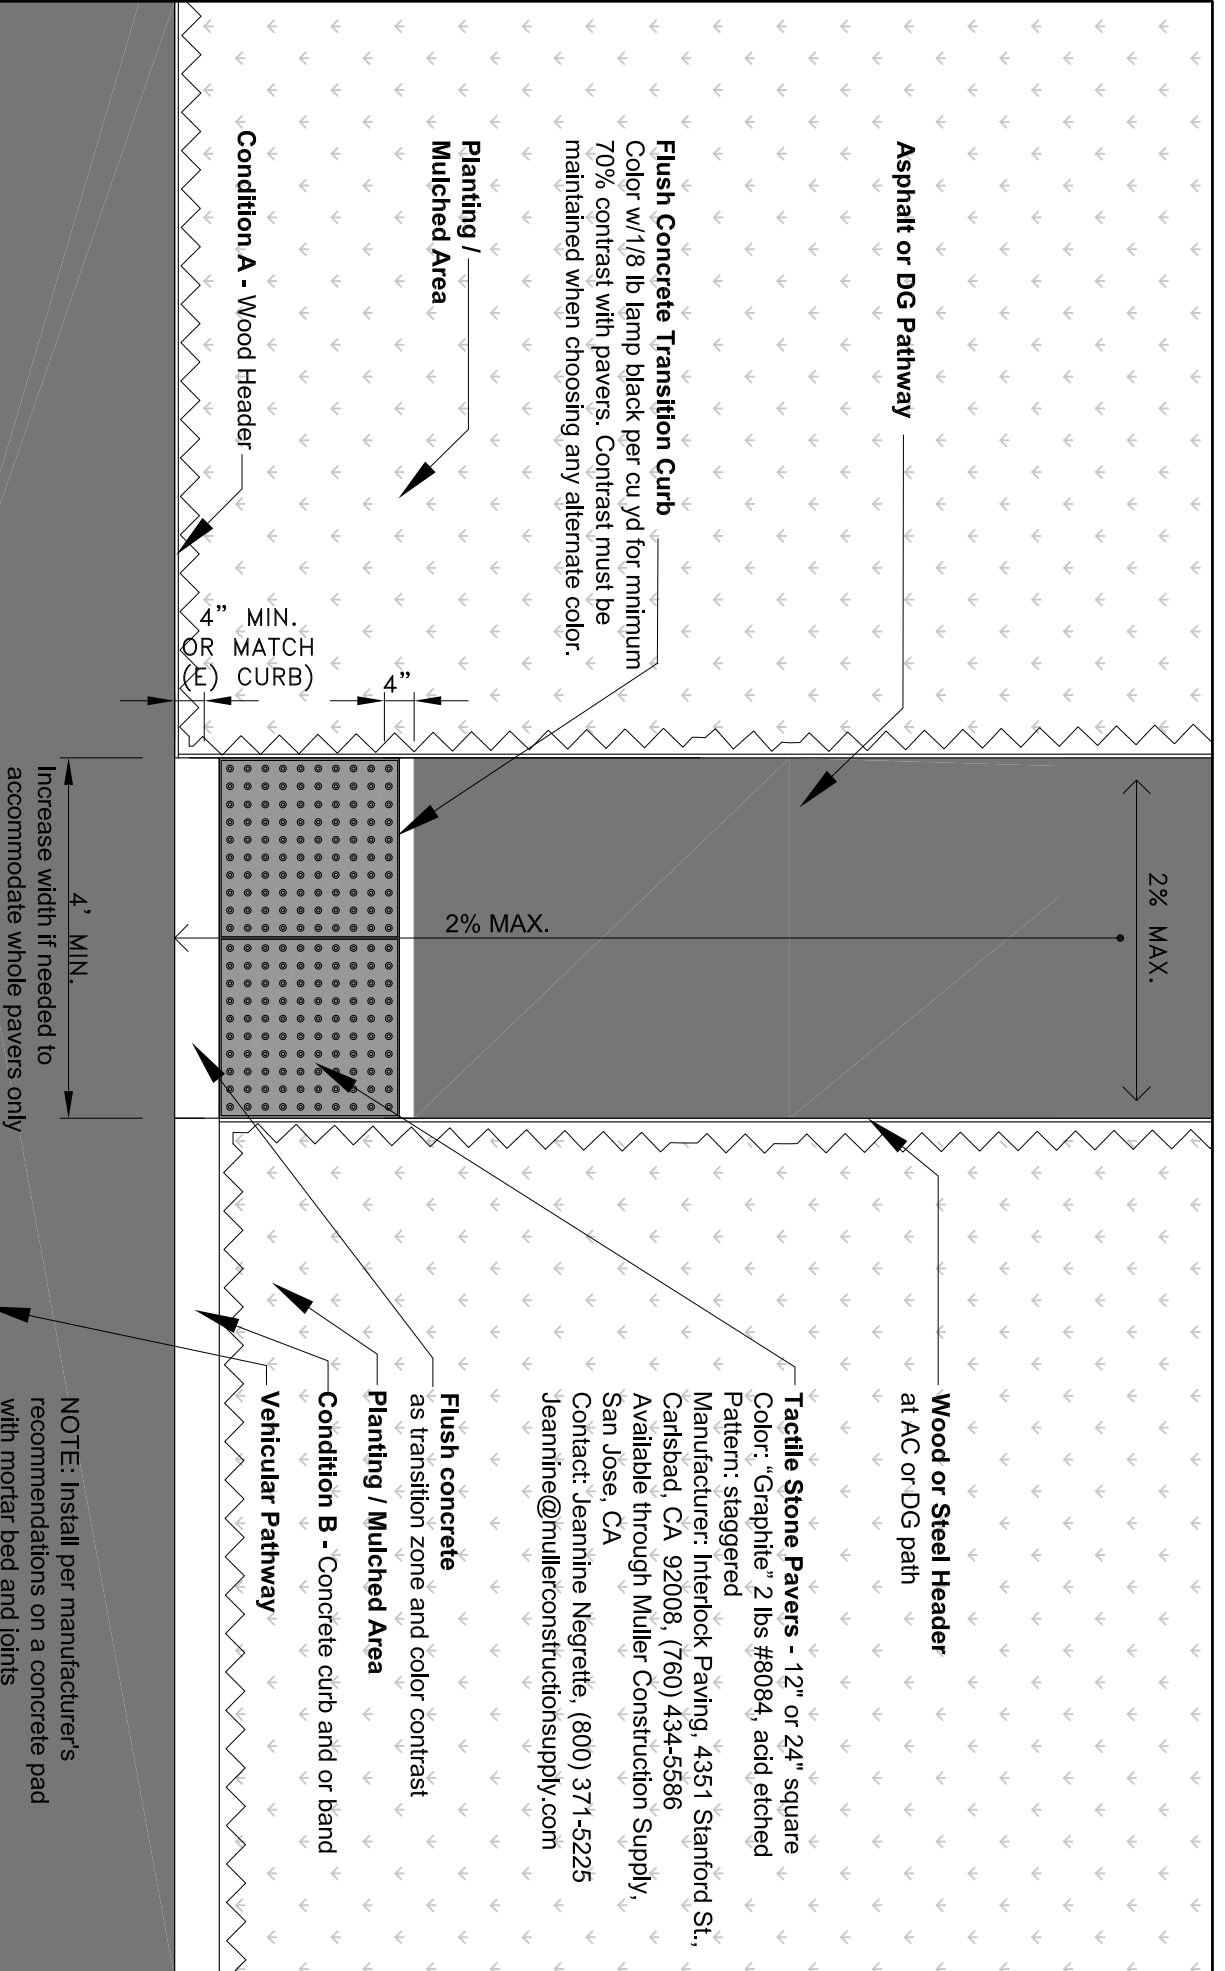 Asphalt or DG Pathway
Flush Concrete Transition Curb
Color w/1/8 lb lamp black per cu yd for mnimum
70% contrast with pavers. Contrast must be
maintained when choosing any alternate color.
Planting /
Mulched Area
Condition A - Wood Header
4” MIN.
OR MATCH
(E) CURB)
4”
2% MAX.
2% MAX.
4’ MIN.
Increase width if needed to
accommodate whole pavers only
Wood or Steel Header
at AC or DG path
Tactile Stone Pavers - 12" or 24" square
Color: “Graphite” 2 lbs #8084, acid etched
Pattern: staggered
Manufacturer: Interlock Paving, 4351 Stanford St.,
Carlsbad, CA 92008, (760) 434-5586
Available through Muller Construction Supply,
San Jose, CA
Contact: Jeannine Negrette, (800) 371-5225
Jeannine@mullerconstructionsupply.com
Flush concrete
as transition zone and color contrast
Planting / Mulched Area
Condition B - Concrete curb and or band
Vehicular Pathway
NOTE: Install per manufacturer's
recommendations on a concrete pad
with mortar bed and joints